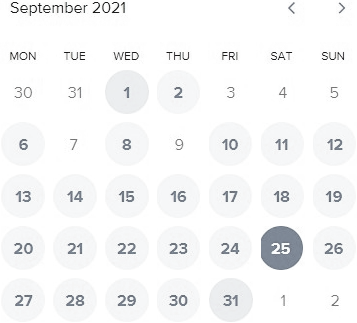 September 2021
MON TUE WED THU FRI SAT SUN
30 31 1 2 3 4 5
6 7 8 9 10 11 12
13 14 15 16 17 18 19
20 21 22 23 24 25 26
27 28 29 30 31 1 2